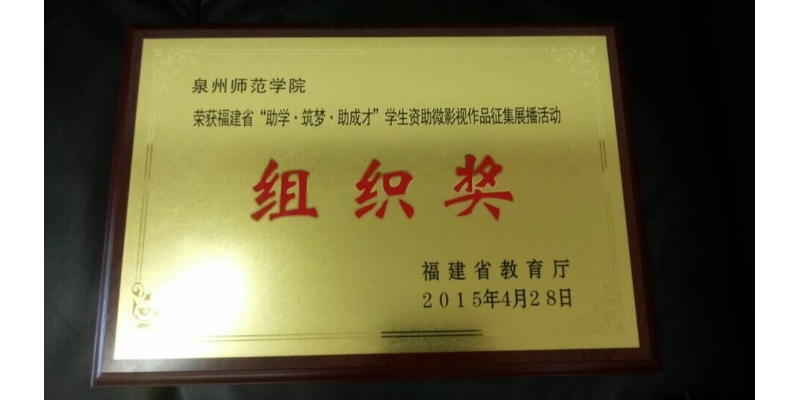 泉州师范学院
荣获福建省“助学·筑梦·助成才”学生资助微影视作品征集展播活动
组织奖
福建省教育厅
2015年4月28日